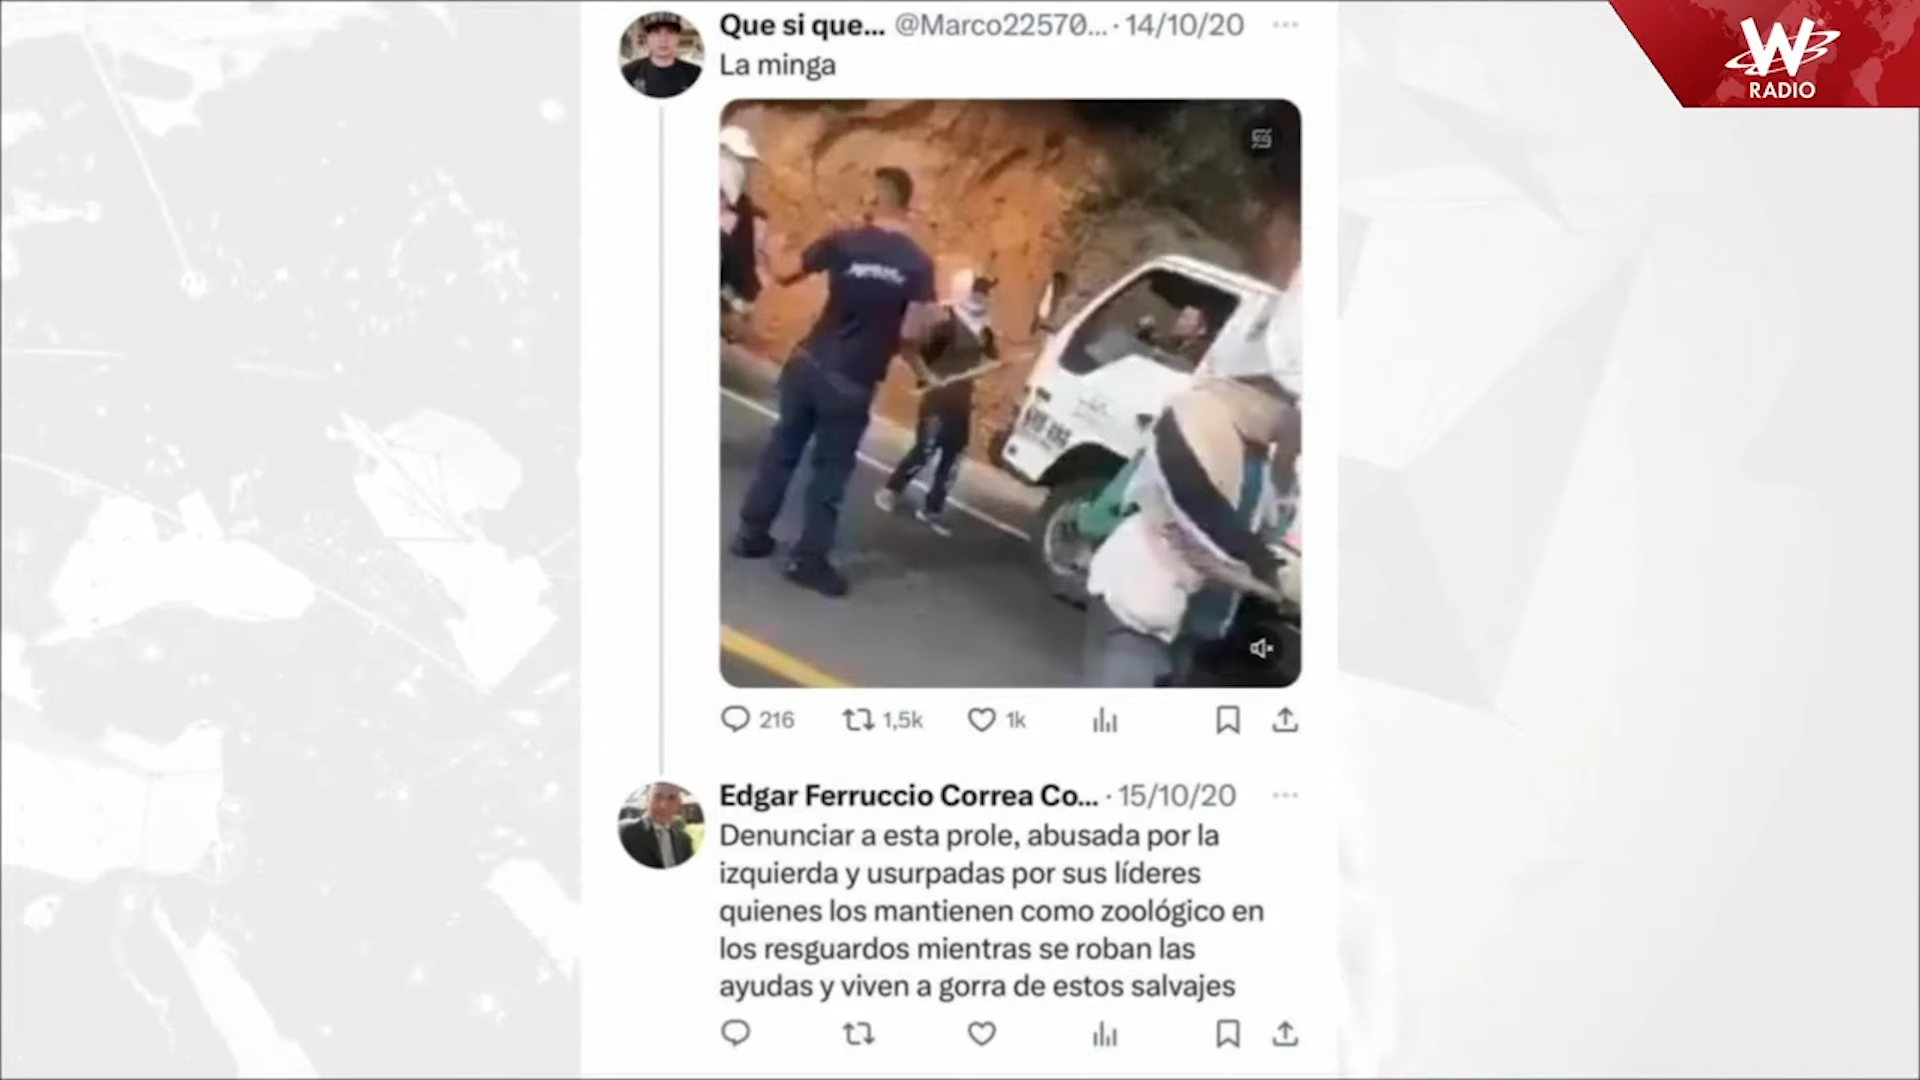 Que si que... @Marco22570... · 14/10/20
La minga
W
RADIO
216
1,5k
1k
Edgar Ferruccio Correa Co... · 15/10/20
Denunciar a esta prole, abusada por la
izquierda y usurpadas por sus líderes
quienes los mantienen como zoológico en
los resguardos mientras se roban las
ayudas y viven a gorra de estos salvajes